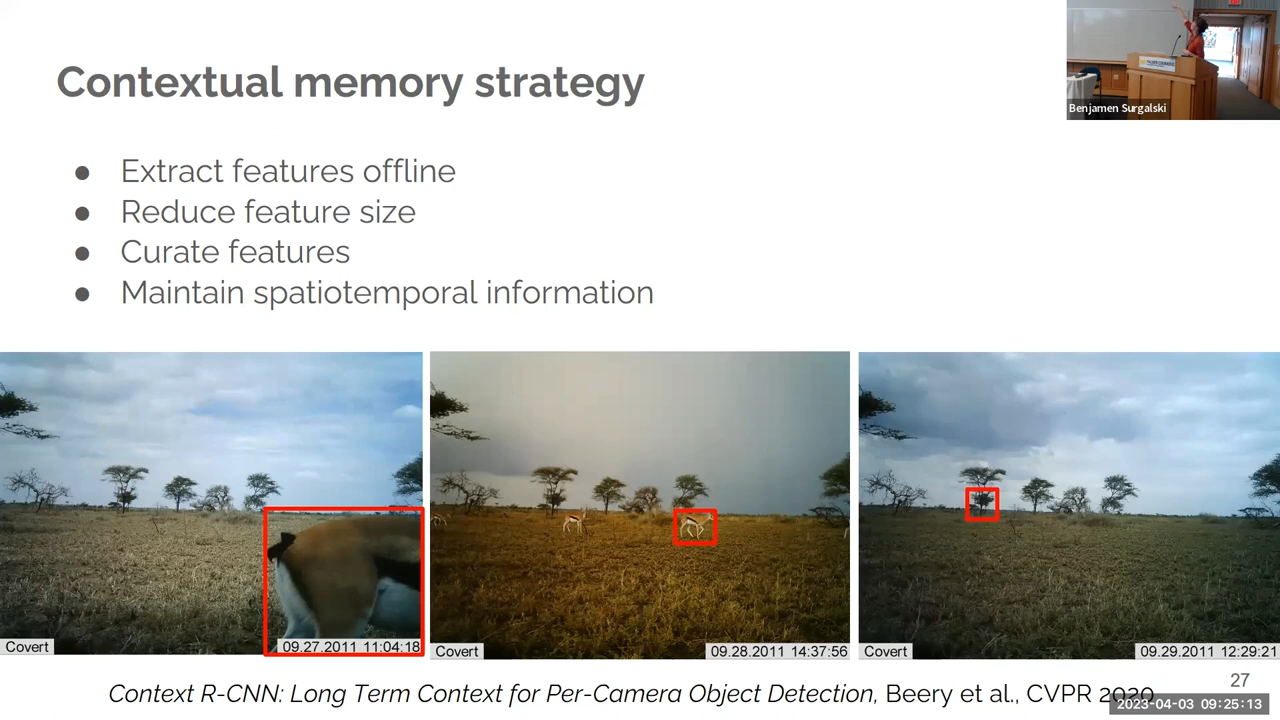 Contextual memory strategy
Benjamen Surgalski
● Extract features offline
● Reduce feature size
● Curate features
● Maintain spatiotemporal information
Covert
09.27.2011 11:04:18
Covert
09.28.2011 14:37:56
Covert
09.29.2011 12:29:21
Context R-CNN: Long Term Context for Per-Camera Object Detection, Beery et al., CVPR 2020
27
2023-04-03 09:25:13